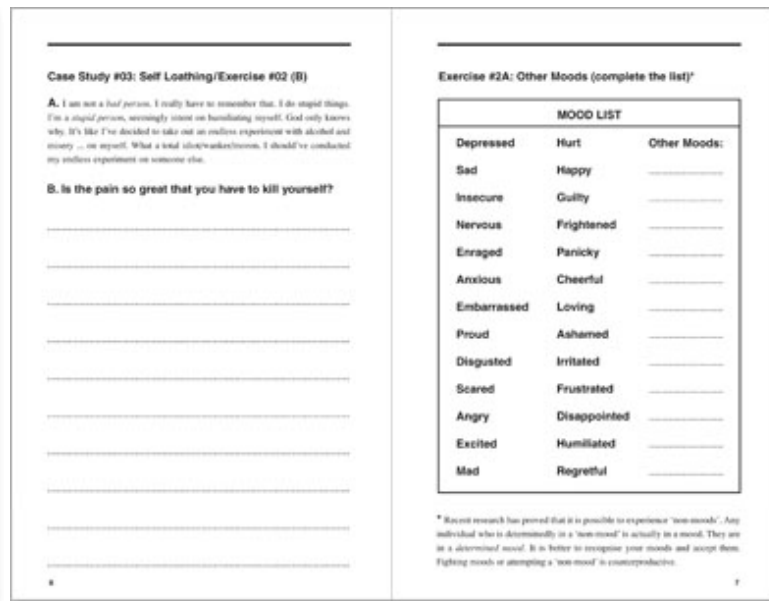 Case Study #03: Self Loathing/Exercise #02 (B)
A. I am not a bad person. I really have to remember that. I do stupid things.
I'm a stupid person, seemingly intent on humiliating myself. God only knows
why. It's like I've decided to take out an endless experiment with alcohol and
misery ... on myself. What a total idiot/wanker/moron. I should've conducted
my endless experiment on someone else.
B. Is the pain so great that you have to kill yourself?
6
Exercise #2A: Other Moods (complete the list)*
MOOD LIST
Depressed Hurt Other Moods:
Sad Happy
Insecure Guilty
Nervous Frightened
Enraged Panicky
Anxious Cheerful
Embarrassed Loving
Proud Ashamed
Disgusted Irritated
Scared Frustrated
Angry Disappointed
Excited Humiliated
Mad Regretful
* Recent research has proved that it is possible to experience 'non-moods'. Any
individual who is determinedly in a 'non-mood' is actually in a mood. They are
in a determined mood. It is better to recognise your moods and accept them.
Fighting moods or attempting a 'non-mood' is counterproductive.
7